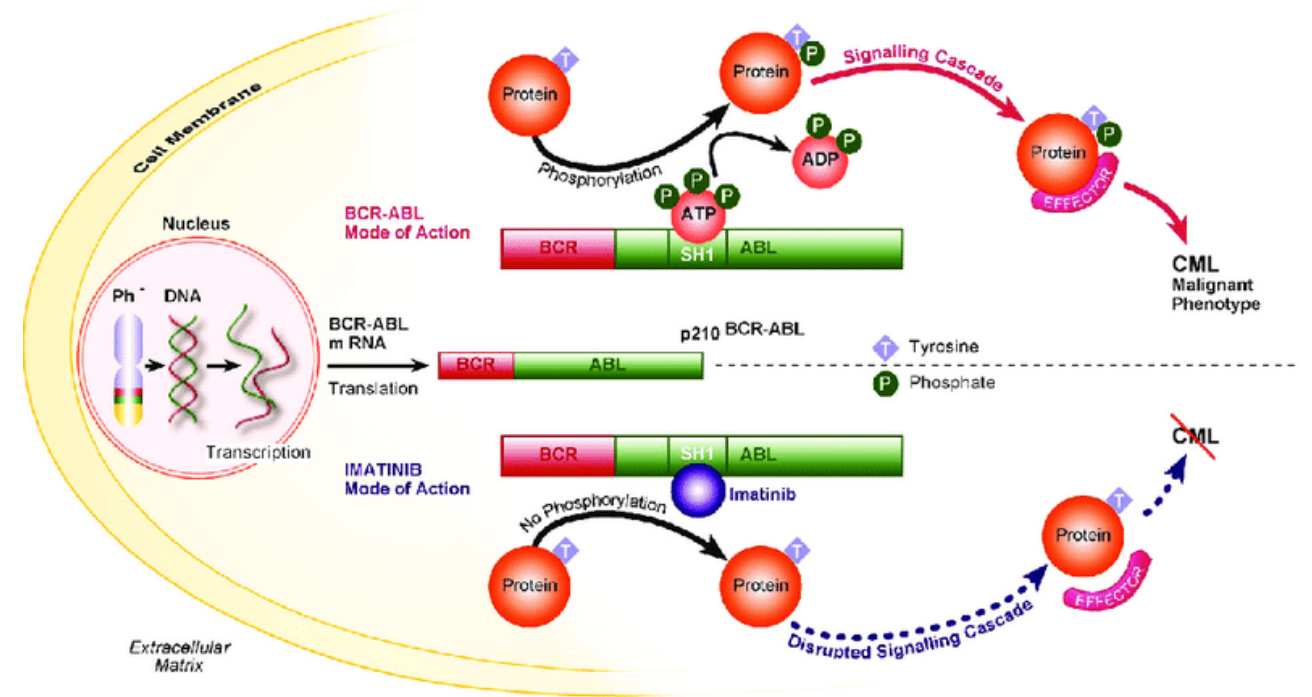 Cell Membrane
Nucleus
Ph -
DNA
Transcription
Extracellular
Matrix
BCR-ABL
Mode of Action
Protein
T
Phosphorylation
Protein
T
P
ADP
P
P
P
P
P
ATP
BCR
SH1
ABL
Signalling Cascade
Protein
T
P
EFFECTOR
CML
Malignant
Phenotype
BCR-ABL
m RNA
Translation
BCR
ABL
p210 BCR-ABL
T Tyrosine
P Phosphate
IMATINIB
Mode of Action
BCR
SH1
ABL
Imatinib
No Phosphorylation
Protein
T
Protein
T
Disrupted Signalling Cascade
Protein
T
EFFECTOR
CML